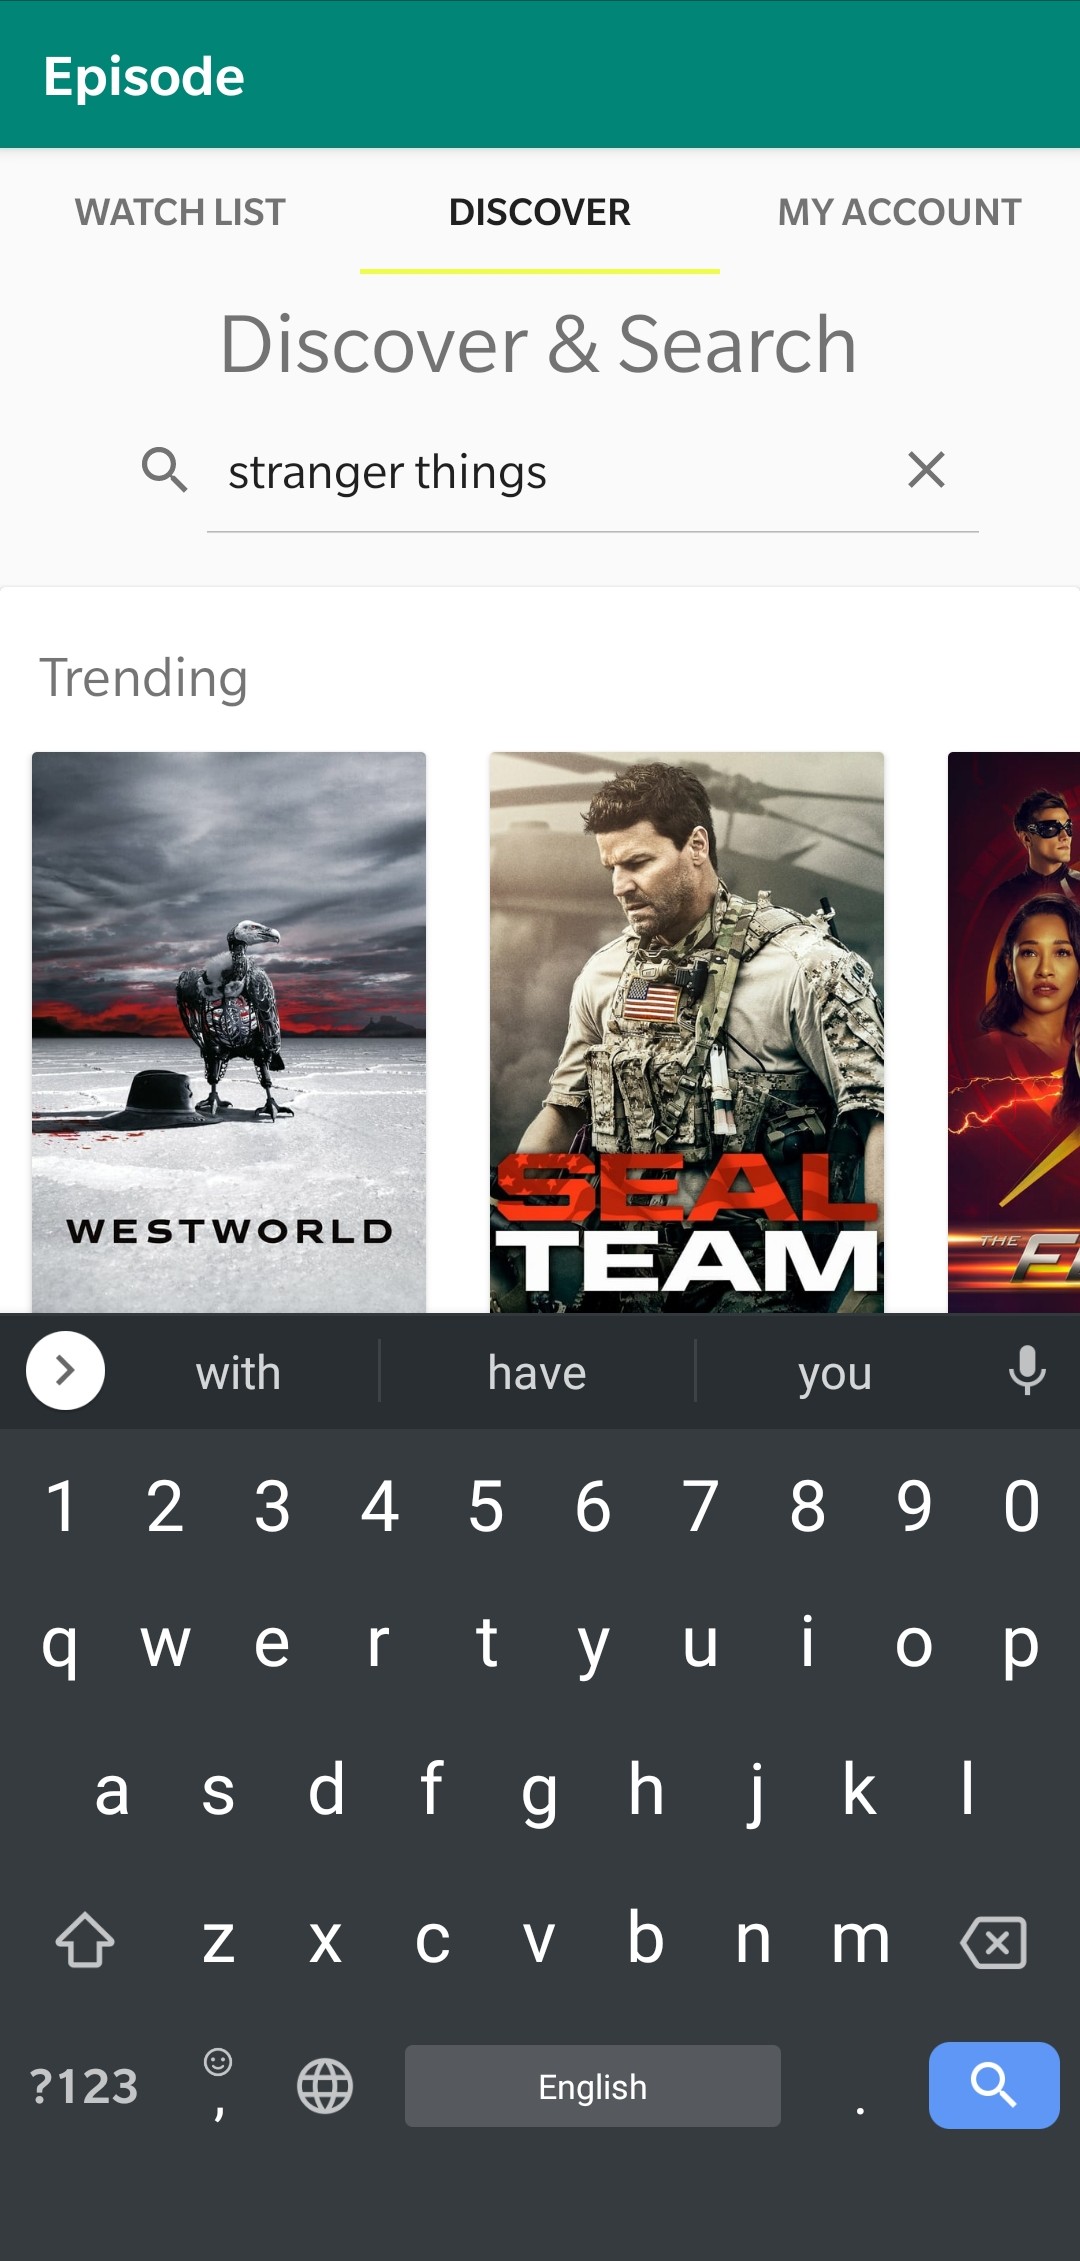 Episode
WATCH LIST DISCOVER MY ACCOUNT
Discover & Search
stranger things
Trending
WESTWORLD
SEAL
TEAM
THE
with have you
1 2 3 4 5 6 7 8 9 0
q w e r t y u i o p
a s d f g h j k l
z x c v b n m
?123 , English .